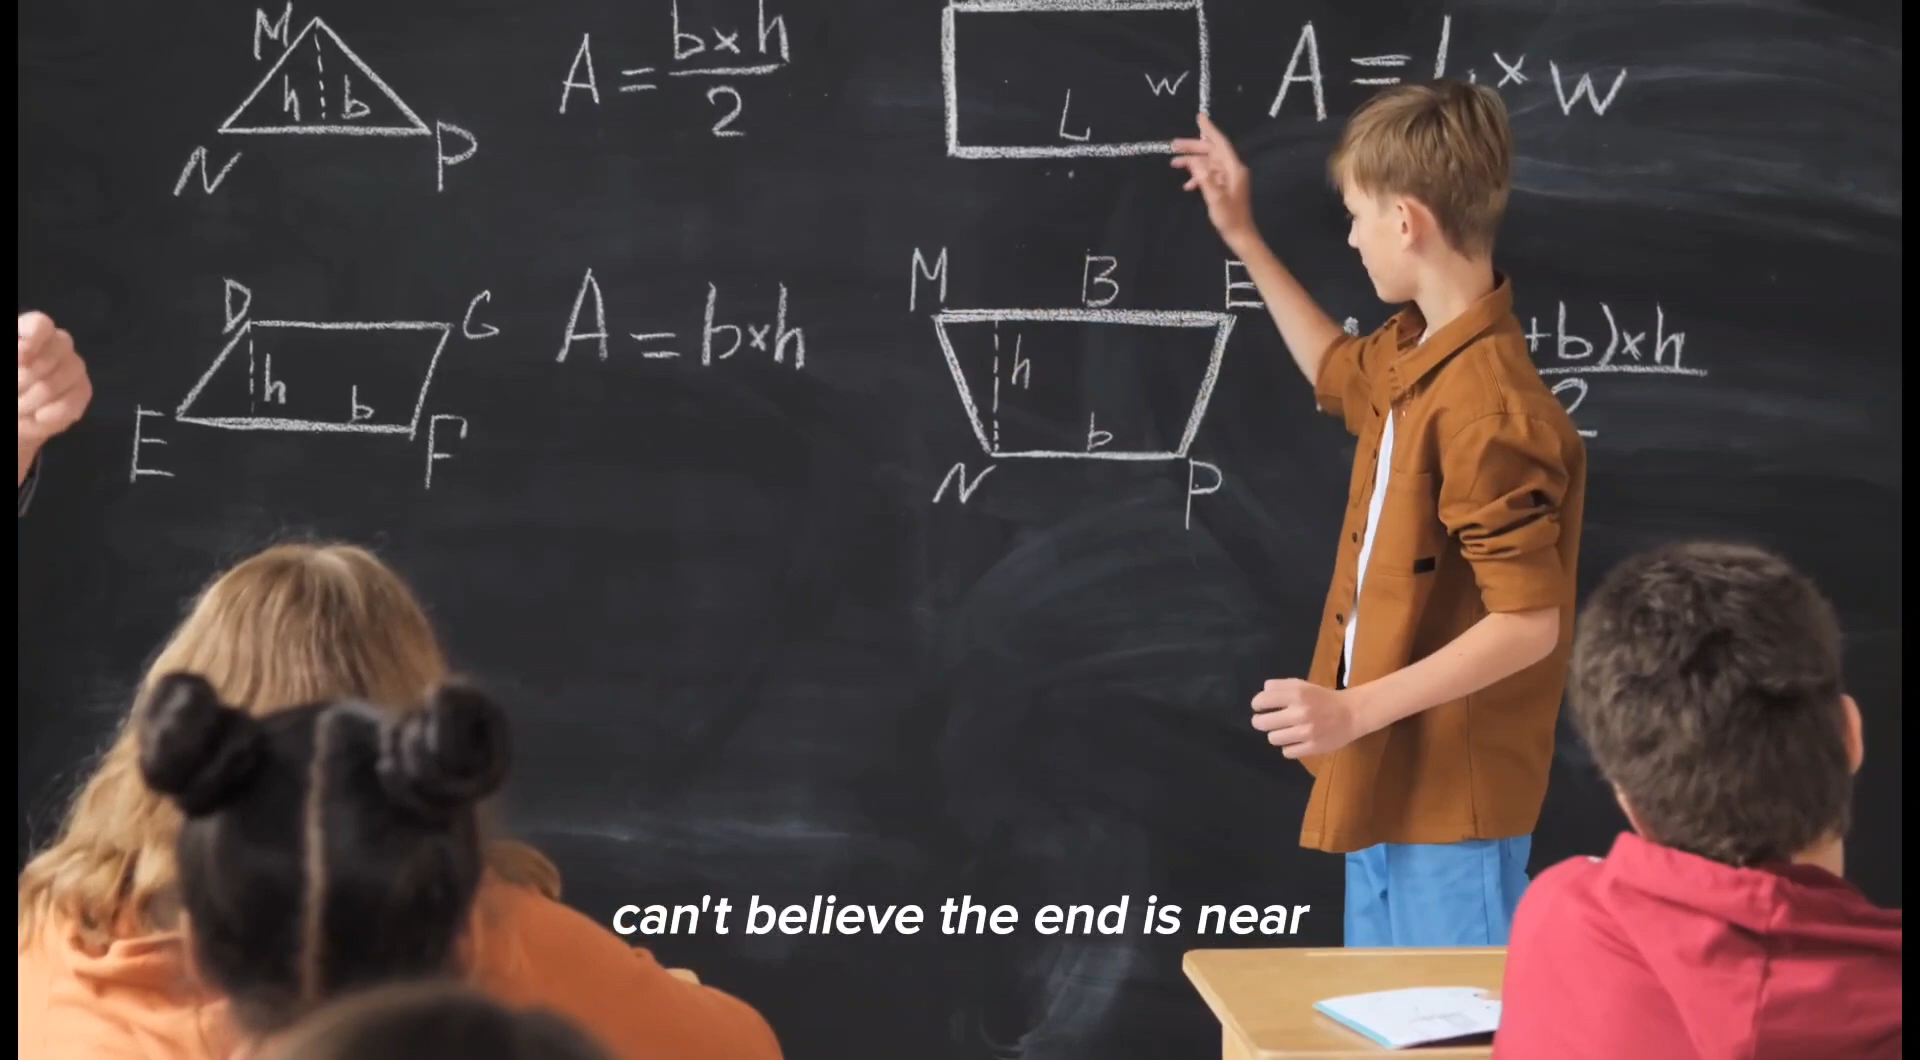 M
h b
N P
A = b×h
2
L w
A = L × w
D G
h b
E F
A = b×h
M B E
h
b
N P
+b)×h
2
can't believe the end is near